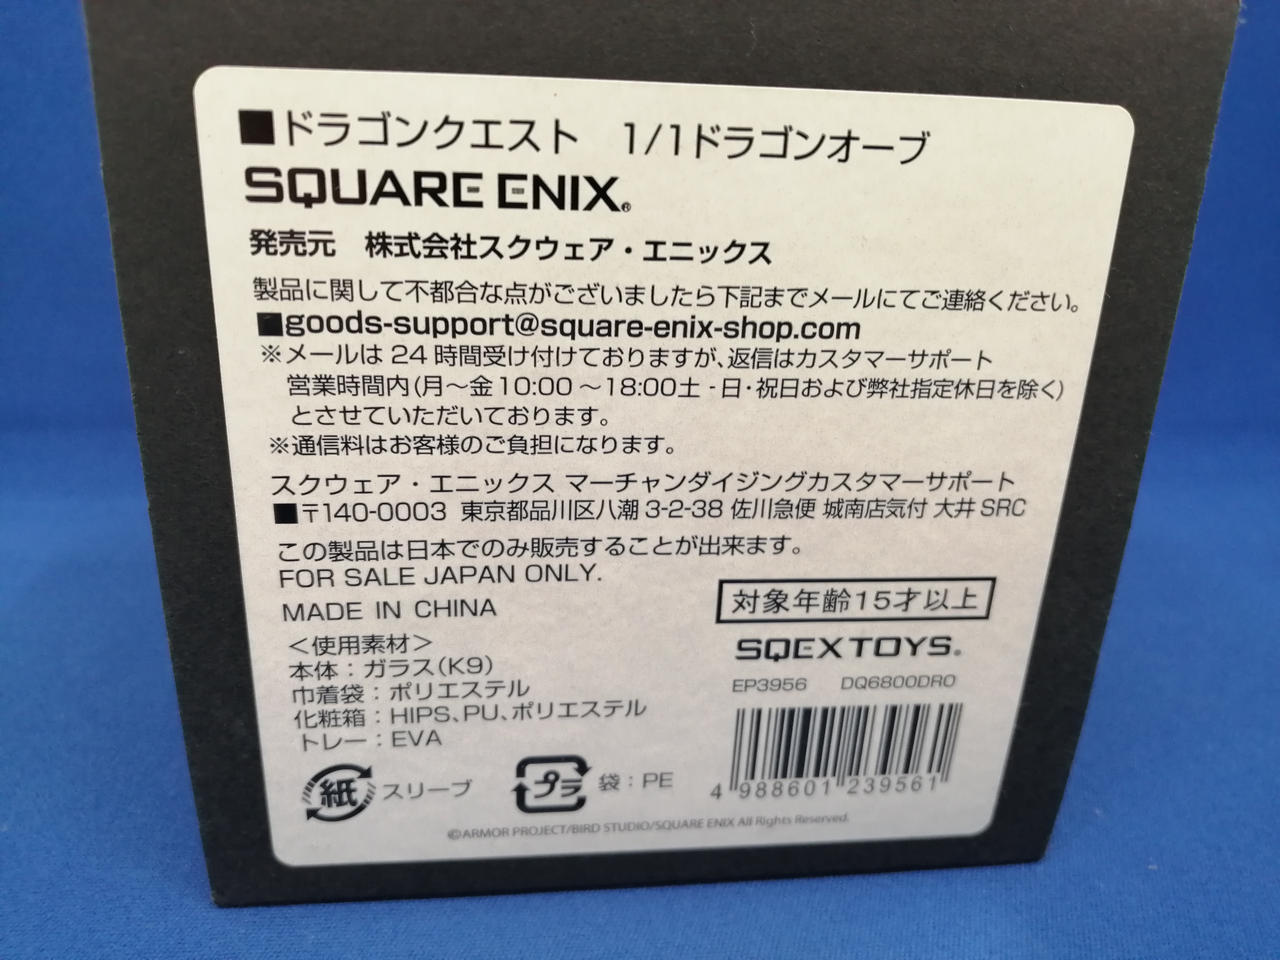 ■ドラゴンクエスト 1/1ドラゴンオーブ
SQUARE ENIX®
発売元 株式会社スクウェア・エニックス
製品に関して不都合な点がございましたら下記までメールにてご連絡ください。
■goods-support@square-enix-shop.com
※メールは24時間受け付けておりますが、返信はカスタマーサポート
営業時間内(月～金10:00～18:00土-日・祝日および弊社指定休日を除く)
とさせていただいております。
※通信料はお客様のご負担になります。
スクウェア・エニックス マーチャンダイジングカスタマーサポート
■〒140-0003 東京都品川区八潮3-2-38 佐川急便 城南店気付 大井SRC
この製品は日本でのみ販売することが出来ます。
FOR SALE JAPAN ONLY.
MADE IN CHINA
対象年齢15才以上
<使用素材>
本体：ガラス(K9)
巾着袋：ポリエステル
化粧箱：HIPS、PU、ポリエステル
トレー：EVA
SQEX TOYS®
EP3956 DQ6800DRO
4 988601 239561
紙 スリーブ
プラ 袋：PE
©ARMOR PROJECT/BIRD STUDIO/SQUARE ENIX All Rights Reserved.